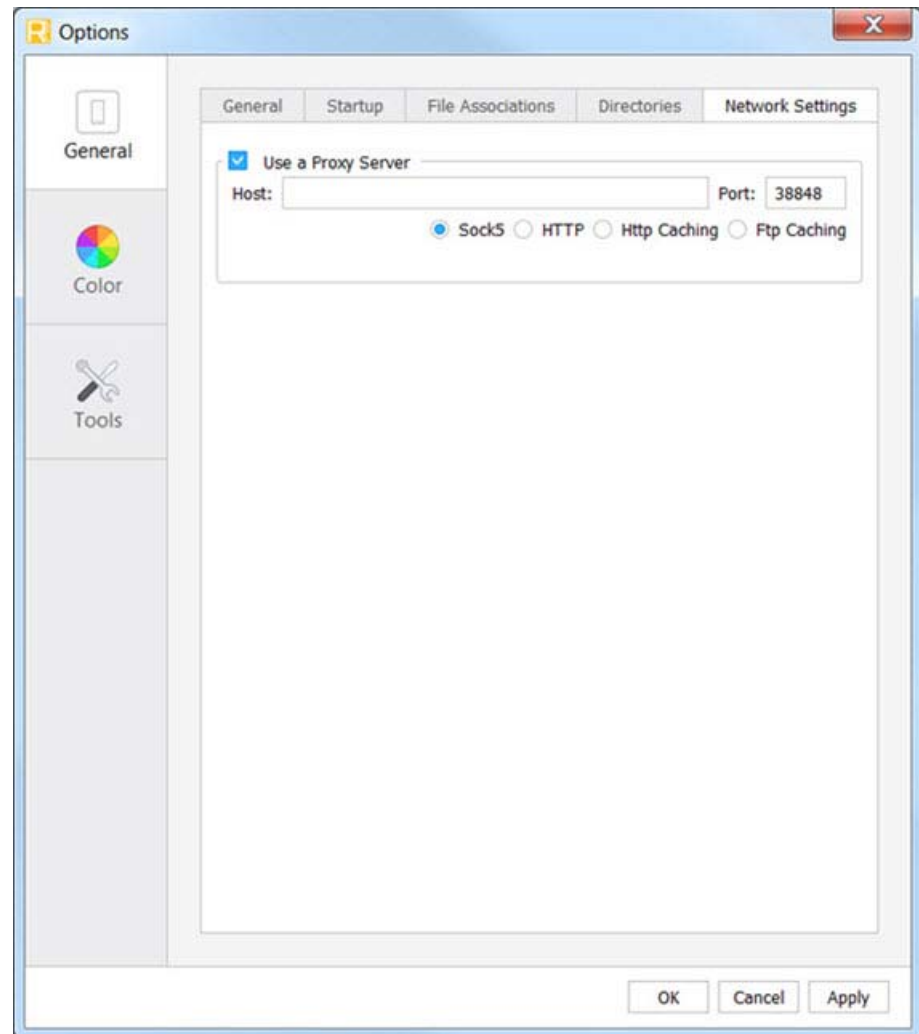 Options
General
Color
Tools
General Startup File Associations Directories Network Settings
Use a Proxy Server
Host: Port: 38848
Sock5 HTTP Http Caching Ftp Caching
OK Cancel Apply